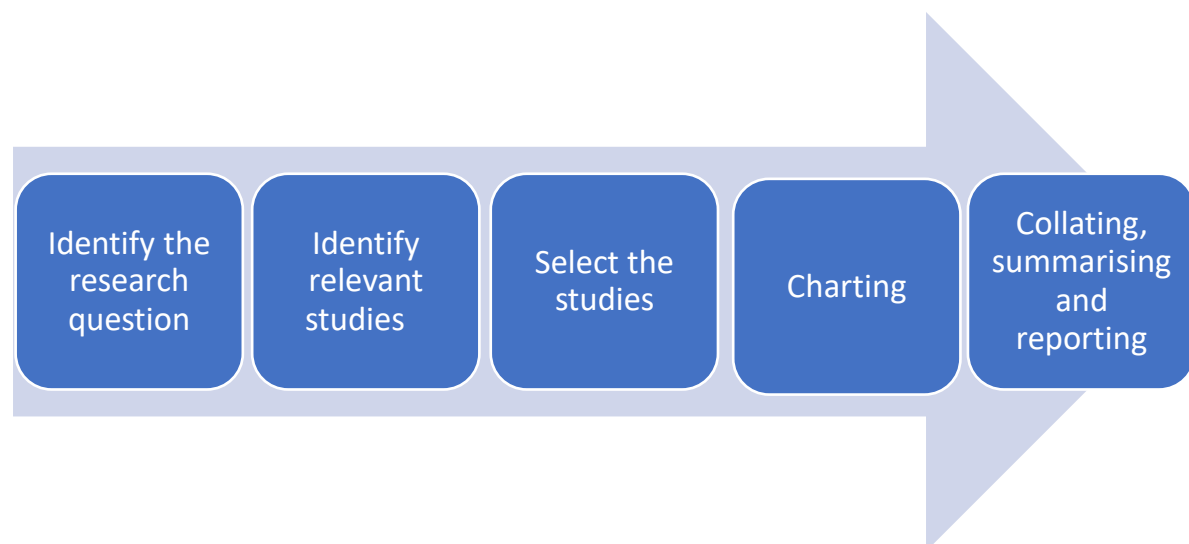 Identify the
research
question
Identify
relevant
studies
Select the
studies
Charting
Collating,
summarising
and
reporting